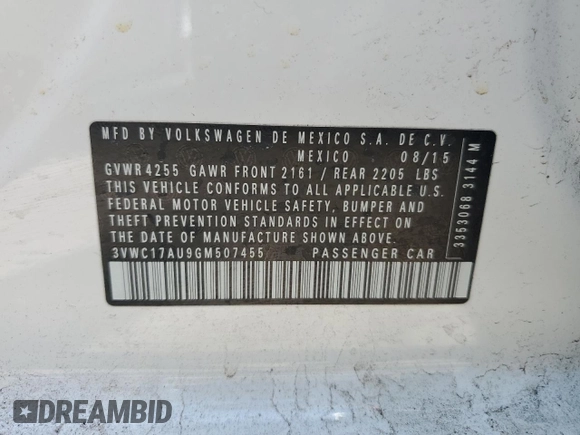 MFD BY VOLKSWAGEN DE MEXICO S.A. DE C.V.
MEXICO 08/15
GVWR 4255 GAWR FRONT 2161 / REAR 2205 LBS
THIS VEHICLE CONFORMS TO ALL APPLICABLE U.S.
FEDERAL MOTOR VEHICLE SAFETY, BUMPER AND
THEFT PREVENTION STANDARDS IN EFFECT ON
THE DATE OF MANUFACTURE SHOWN ABOVE.
3VWC17AU9GM507455 PASSENGER CAR
3353068 3144 M
DREAMBID